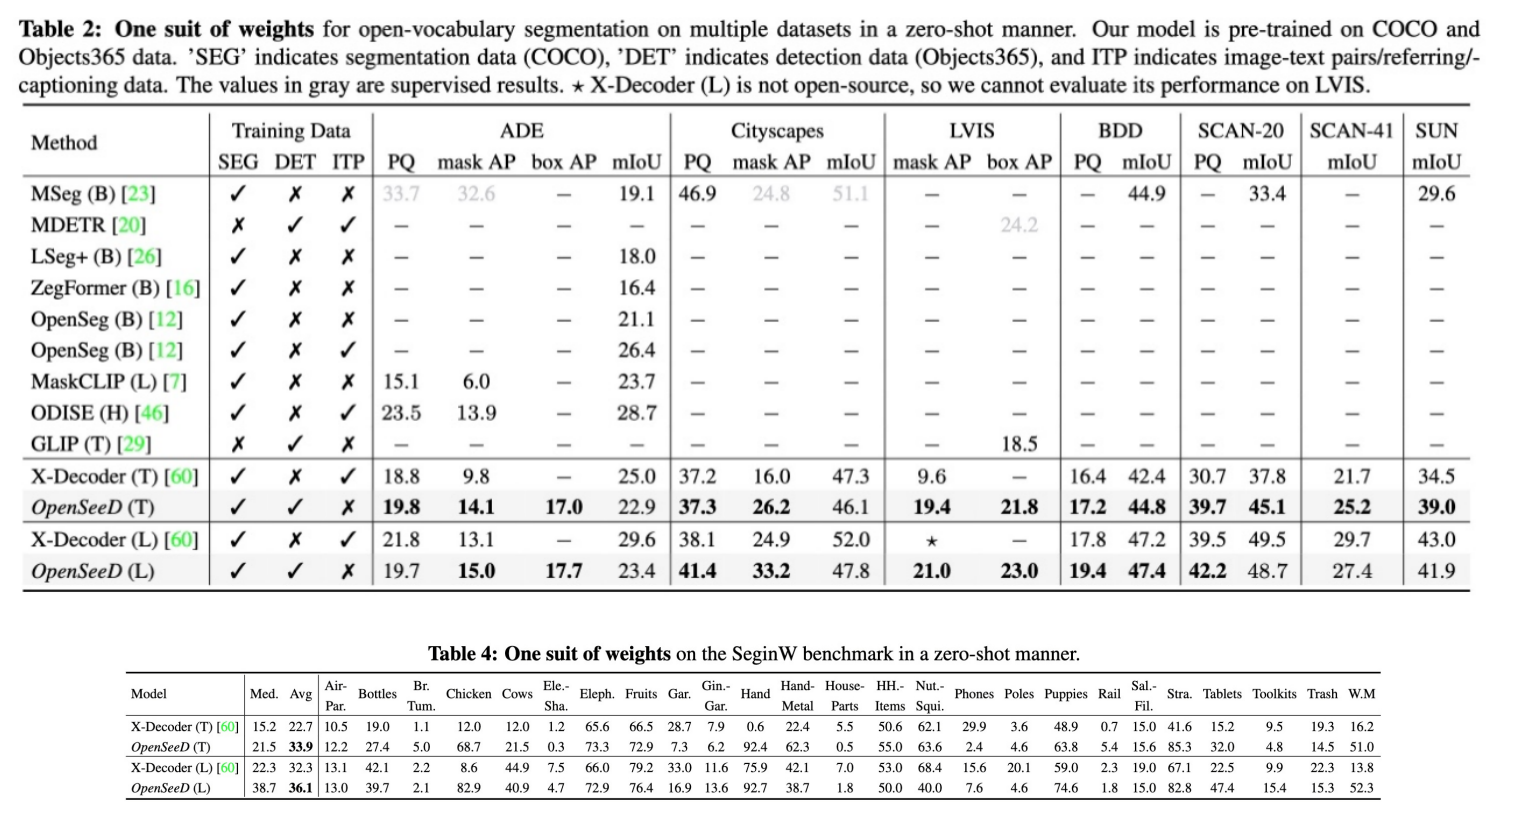 Table 2: One suit of weights for open-vocabulary segmentation on multiple datasets in a zero-shot manner. Our model is pre-trained on COCO and
Objects365 data. 'SEG' indicates segmentation data (COCO), 'DET' indicates detection data (Objects365), and ITP indicates image-text pairs/referring/-
captioning data. The values in gray are supervised results. ⋆ X-Decoder (L) is not open-source, so we cannot evaluate its performance on LVIS.
Method Training Data ADE Cityscapes LVIS BDD SCAN-20 SCAN-41 SUN
SEG DET ITP PQ mask AP box AP mIoU PQ mask AP mIoU mask AP box AP PQ mIoU PQ mIoU mIoU mIoU
MSeg (B) [23] ✓ ✗ ✗ 33.7 32.6 – 19.1 46.9 24.8 51.1 – – – 44.9 – 33.4 – 29.6
MDETR [20] ✗ ✓ ✓ – – – – – – – – 24.2 – – – – – –
LSeg+ (B) [26] ✓ ✗ ✗ – – – 18.0 – – – – – – – – – – –
ZegFormer (B) [16] ✓ ✗ ✗ – – – 16.4 – – – – – – – – – – –
OpenSeg (B) [12] ✓ ✗ ✗ – – – 21.1 – – – – – – – – – – –
OpenSeg (B) [12] ✓ ✗ ✓ – – – 26.4 – – – – – – – – – – –
MaskCLIP (L) [7] ✓ ✗ ✗ 15.1 6.0 – 23.7 – – – – – – – – – – –
ODISE (H) [46] ✓ ✗ ✓ 23.5 13.9 – 28.7 – – – – – – – – – – –
GLIP (T) [29] ✗ ✓ ✗ – – – – – – – – 18.5 – – – – – –
X-Decoder (T) [60] ✓ ✗ ✓ 18.8 9.8 – 25.0 37.2 16.0 47.3 9.6 – 16.4 42.4 30.7 37.8 21.7 34.5
OpenSeeD (T) ✓ ✓ ✗ 19.8 14.1 17.0 22.9 37.3 26.2 46.1 19.4 21.8 17.2 44.8 39.7 45.1 25.2 39.0
X-Decoder (L) [60] ✓ ✗ ✓ 21.8 13.1 – 29.6 38.1 24.9 52.0 ⋆ – 17.8 47.2 39.5 49.5 29.7 43.0
OpenSeeD (L) ✓ ✓ ✗ 19.7 15.0 17.7 23.4 41.4 33.2 47.8 21.0 23.0 19.4 47.4 42.2 48.7 27.4 41.9
Table 4: One suit of weights on the SeginW benchmark in a zero-shot manner.
Model Med. Avg Air- Bottles Br. Chicken Cows Ele.- Eleph. Fruits Gar. Gin.- Hand Hand- House- HH.- Nut.- Phones Poles Puppies Rail Sal.- Stra. Tablets Toolkits Trash W.M
Par. Tum. Sha. Gar. Metal Parts Items Squi. Fil.
X-Decoder (T) [60] 15.2 22.7 10.5 19.0 1.1 12.0 12.0 1.2 65.6 66.5 28.7 7.9 0.6 22.4 5.5 50.6 62.1 29.9 3.6 48.9 0.7 15.0 41.6 15.2 9.5 19.3 16.2
OpenSeeD (T) 21.5 33.9 12.2 27.4 5.0 68.7 21.5 0.3 73.3 72.9 7.3 6.2 92.4 62.3 0.5 55.0 63.6 2.4 4.6 63.8 5.4 15.6 85.3 32.0 4.8 14.5 51.0
X-Decoder (L) [60] 22.3 32.3 13.1 42.1 2.2 8.6 44.9 7.5 66.0 79.2 33.0 11.6 75.9 42.1 7.0 53.0 68.4 15.6 20.1 59.0 2.3 19.0 67.1 22.5 9.9 22.3 13.8
OpenSeeD (L) 38.7 36.1 13.0 39.7 2.1 82.9 40.9 4.7 72.9 76.4 16.9 13.6 92.7 38.7 1.8 50.0 40.0 7.6 4.6 74.6 1.8 15.0 82.8 47.4 15.4 15.3 52.3